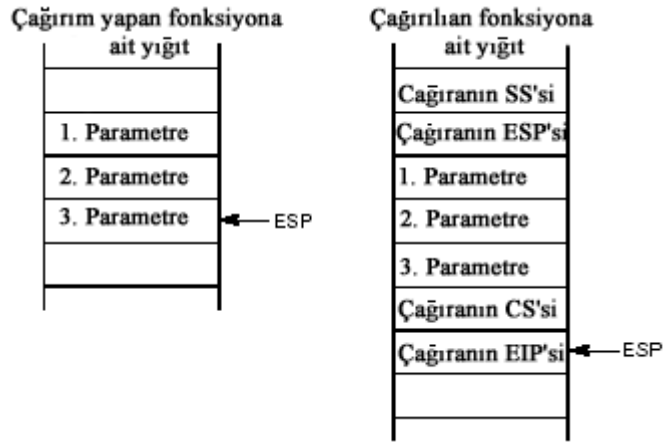 Çağırım yapan fonksiyona
ait yığıt
1. Parametre
2. Parametre
3. Parametre
ESP
Çağırılıan fonksiyona
ait yığıt
Çağıranın SS'si
Çağıranın ESP'si
1. Parametre
2. Parametre
3. Parametre
Çağıranın CS'si
Çağıranın EIP'si
ESP